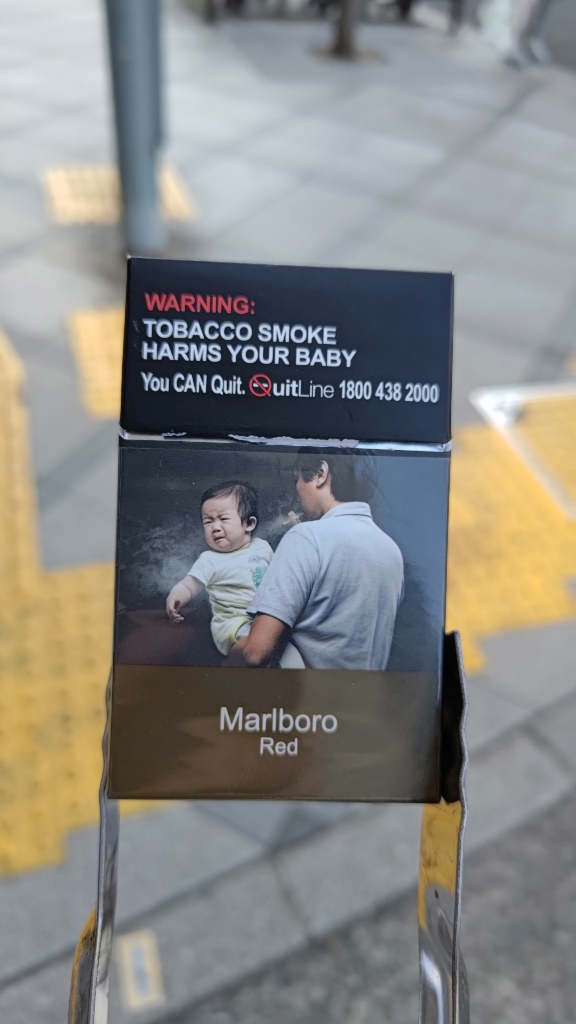 WARNING:
TOBACCO SMOKE
HARMS YOUR BABY
You CAN Quit. QuitLine 1800 438 2000
Marlboro
Red